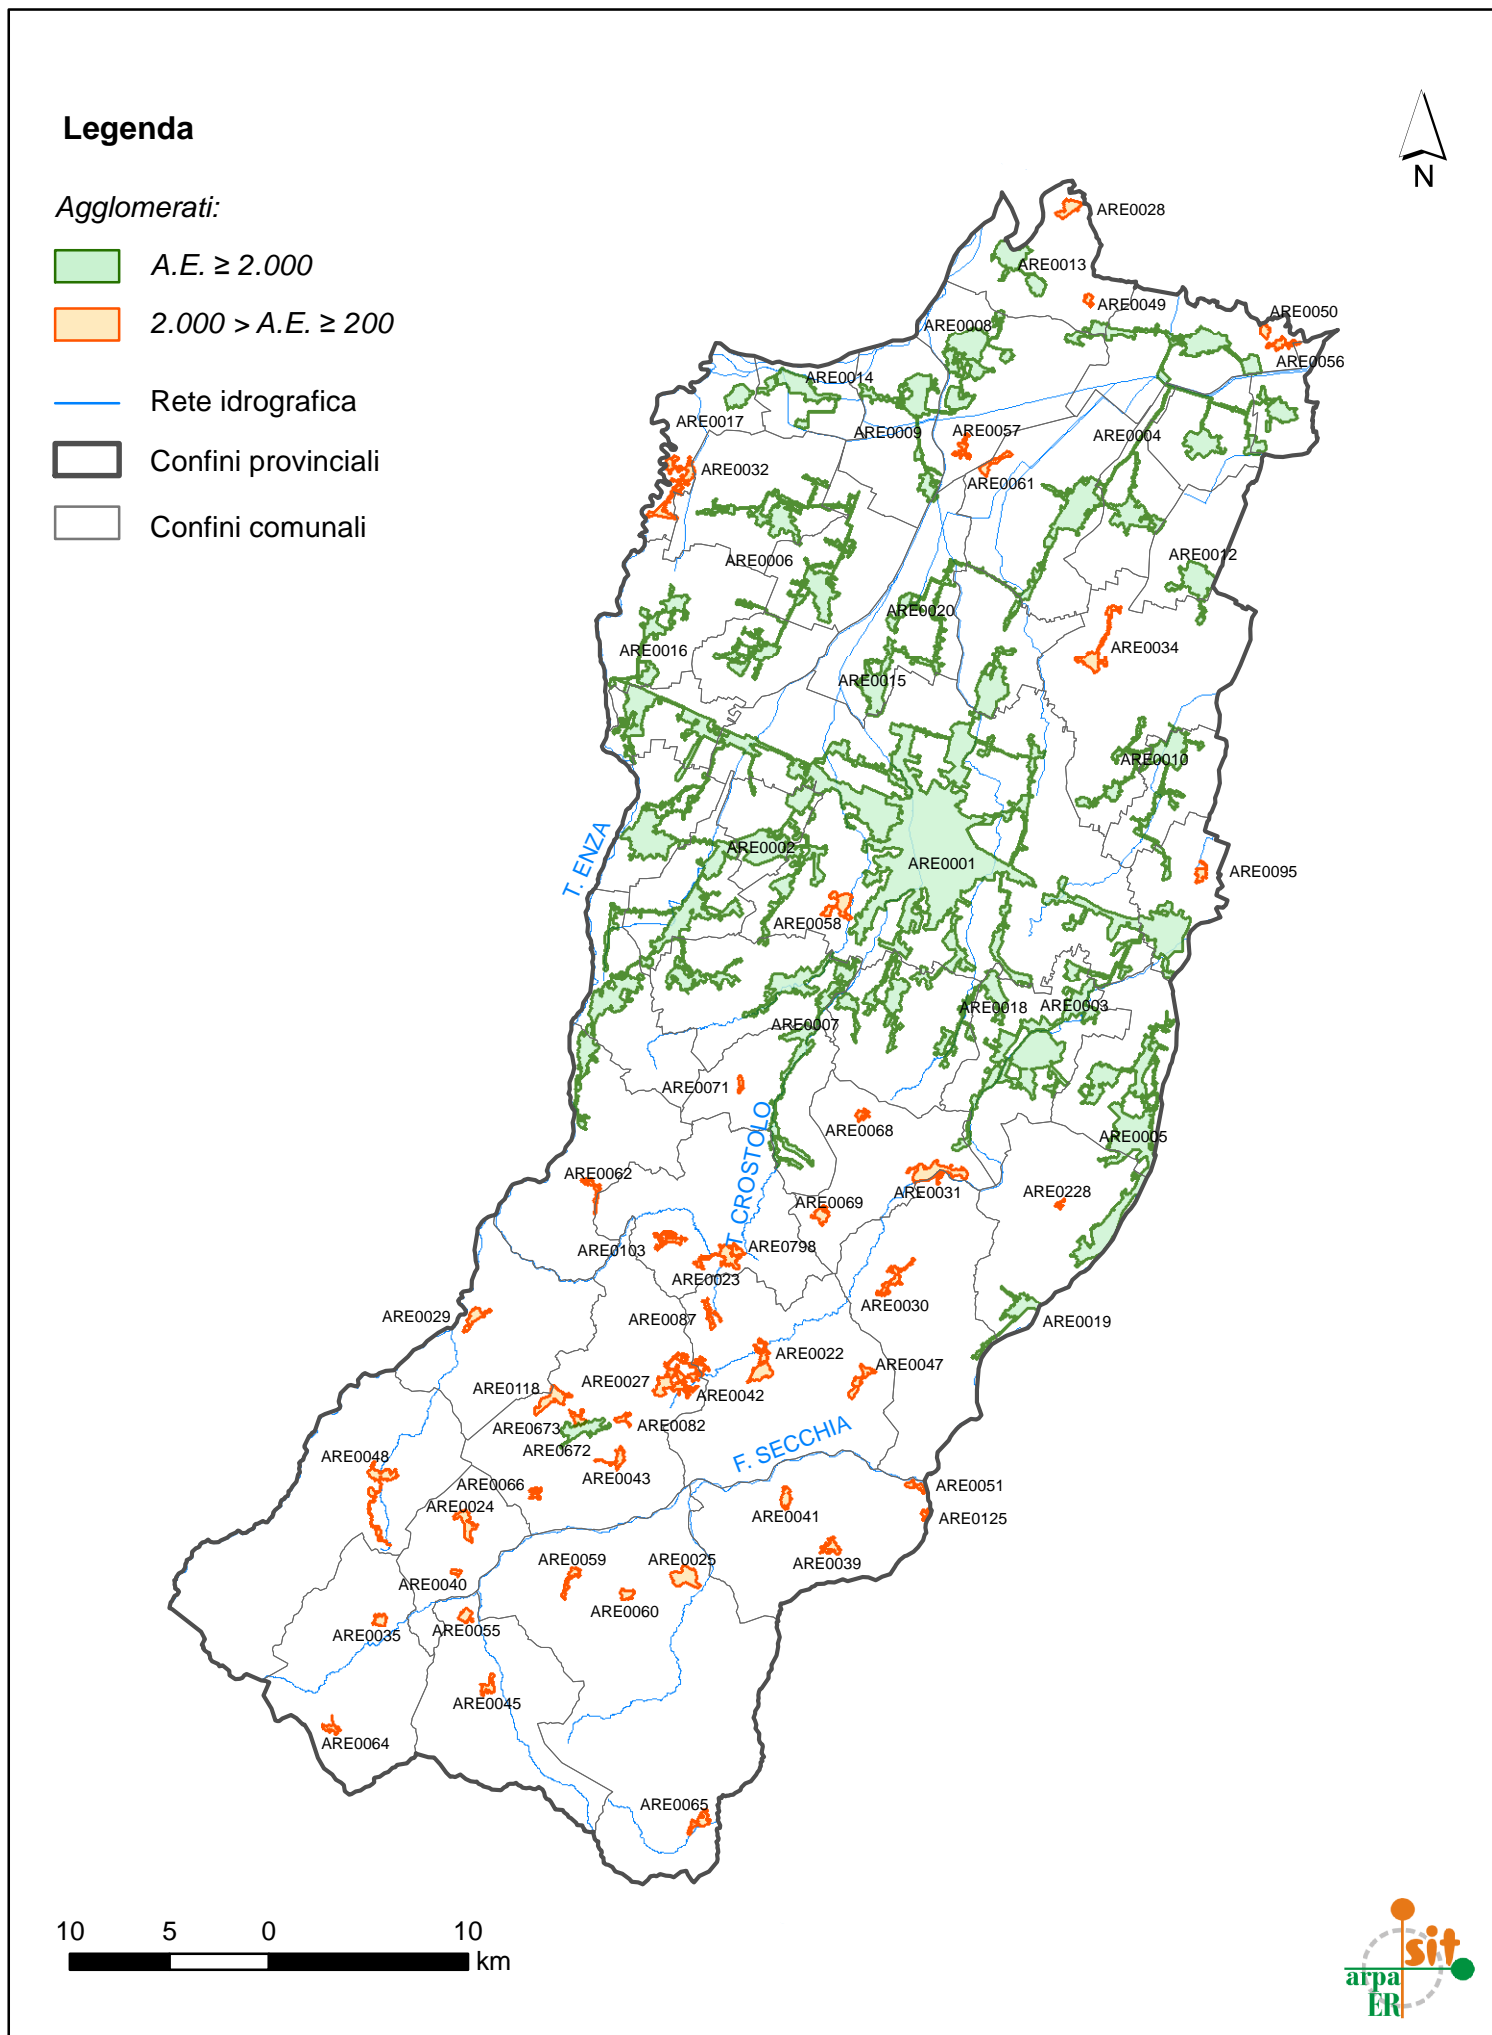 Legenda
N
Agglomerati:
A.E. ≥ 2.000
2.000 > A.E. ≥ 200
Rete idrografica
Confini provinciali
Confini comunali
ARE0028
ARE0013
ARE0049
ARE0050
ARE0008
ARE0056
ARE0014
ARE0017
ARE0009
ARE0057
ARE0004
ARE0032
ARE0061
ARE0006
ARE0012
ARE0020
ARE0016
ARE0034
ARE0015
ARE0010
T. ENZA
ARE0002
ARE0001
ARE0095
ARE0058
ARE0018
ARE0003
ARE0007
ARE0071
ARE0068
ARE0005
T. CROSTOLO
ARE0062
ARE0031
ARE0228
ARE0069
ARE0103
ARE0798
ARE0023
ARE0030
ARE0029
ARE0087
ARE0019
ARE0022
ARE0047
ARE0027
ARE0118
ARE0042
ARE0673
ARE0082
ARE0672
F. SECCHIA
ARE0048
ARE0043
ARE0066
ARE0051
ARE0024
ARE0041
ARE0125
ARE0059
ARE0025
ARE0039
ARE0040
ARE0060
ARE0035
ARE0055
ARE0045
ARE0064
ARE0065
10 5 0 10
km
sit
arpa
ER